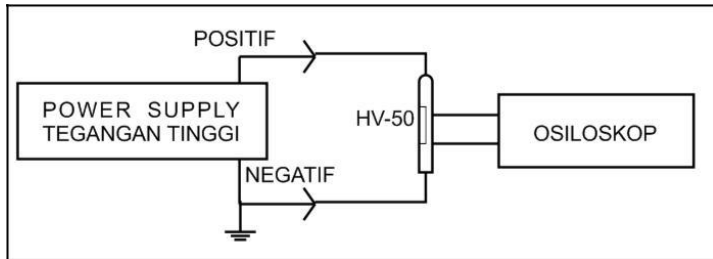 POSITIF
POWER SUPPLY
TEGANGAN TINGGI
HV-50
OSILOSKOP
NEGATIF